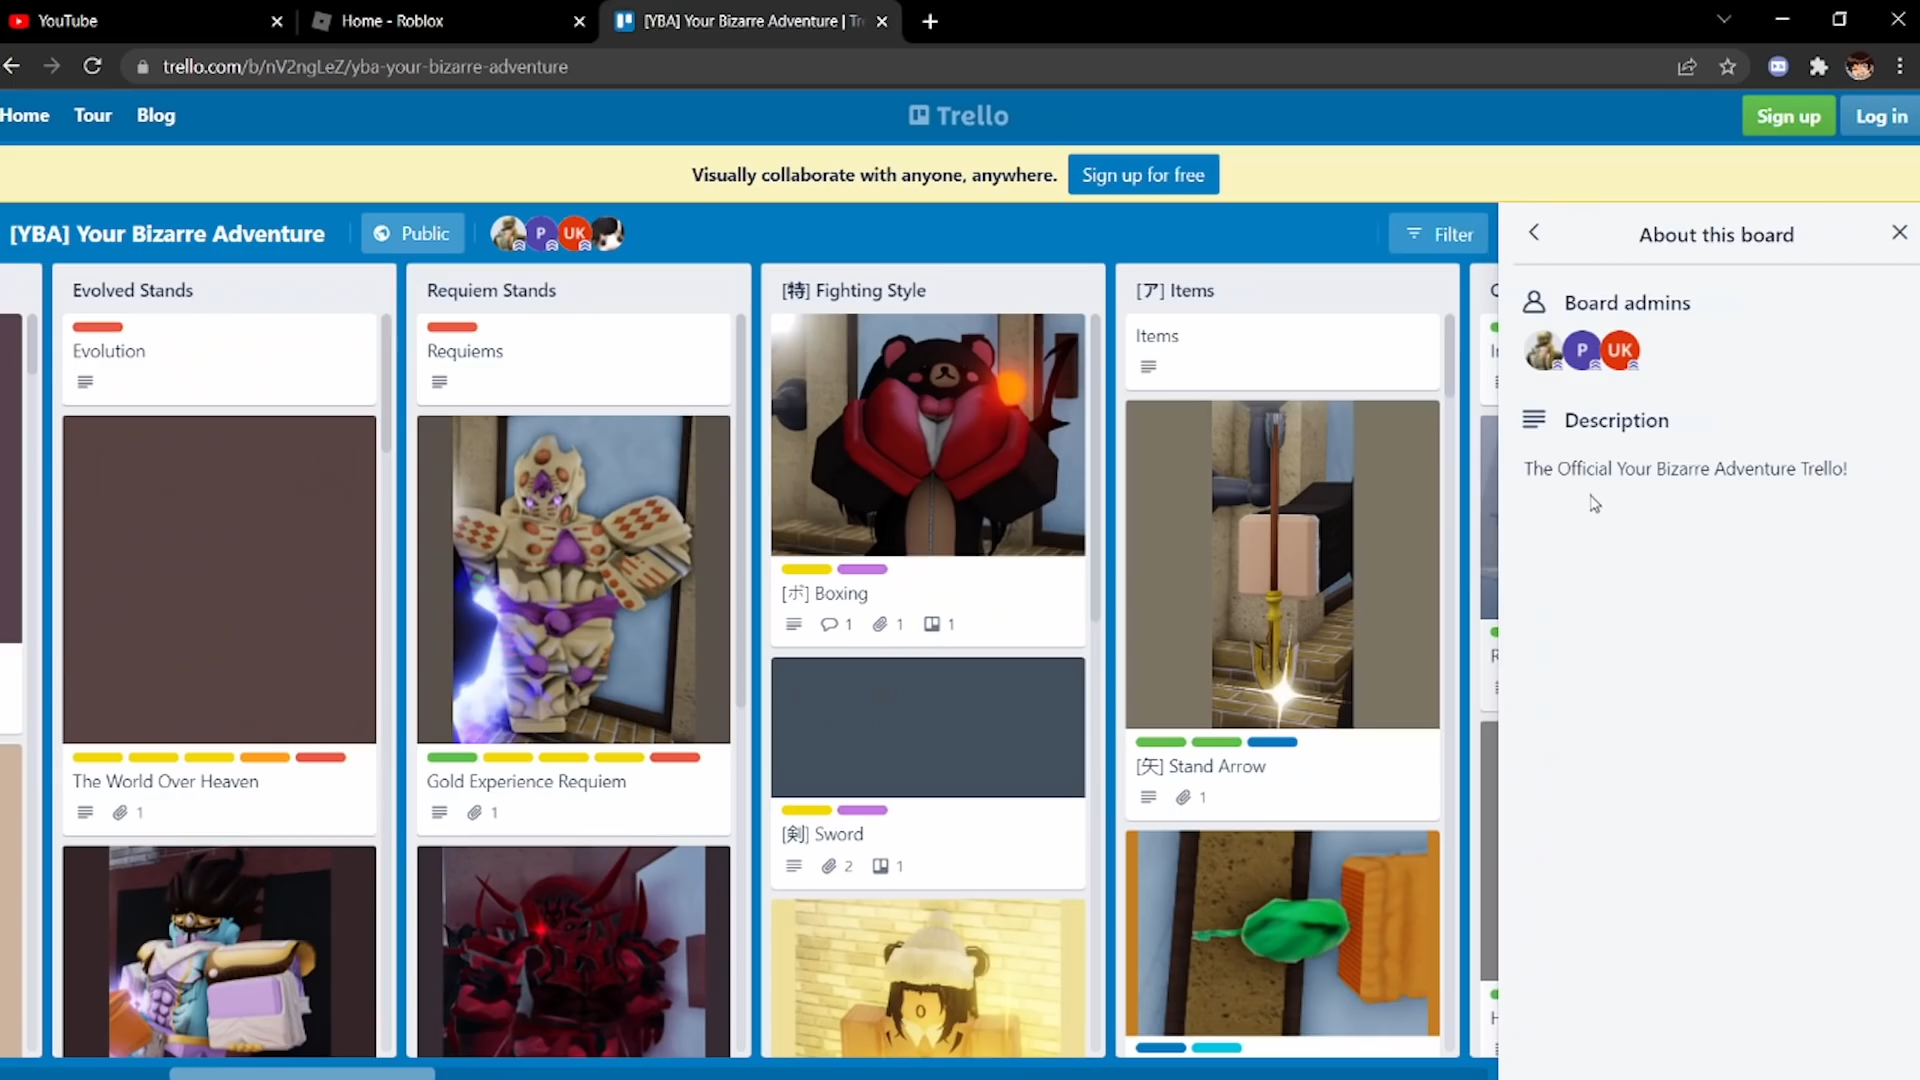 YouTube
Home - Roblox
[YBA] Your Bizarre Adventure | Tr
trello.com/b/nV2ngLeZ/yba-your-bizarre-adventure
Home Tour Blog
Trello
Sign up
Log in
Visually collaborate with anyone, anywhere. Sign up for free
[YBA] Your Bizarre Adventure
Public
P
UK
Filter
Evolved Stands
Evolution
The World Over Heaven
1
Requiem Stands
Requiems
Gold Experience Requiem
1
[特] Fighting Style
[ボ] Boxing
1 1 1
[剣] Sword
2 1
[ア] Items
Items
[矢] Stand Arrow
1
About this board
Board admins
P
UK
Description
The Official Your Bizarre Adventure Trello!